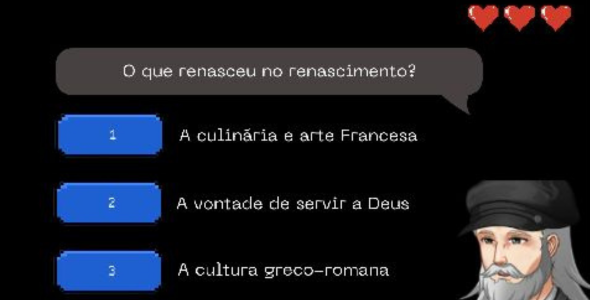 O que renasceu no renascimento?
1
A culinária e arte Francesa
2
A vontade de servir a Deus
3
A cultura greco-romana